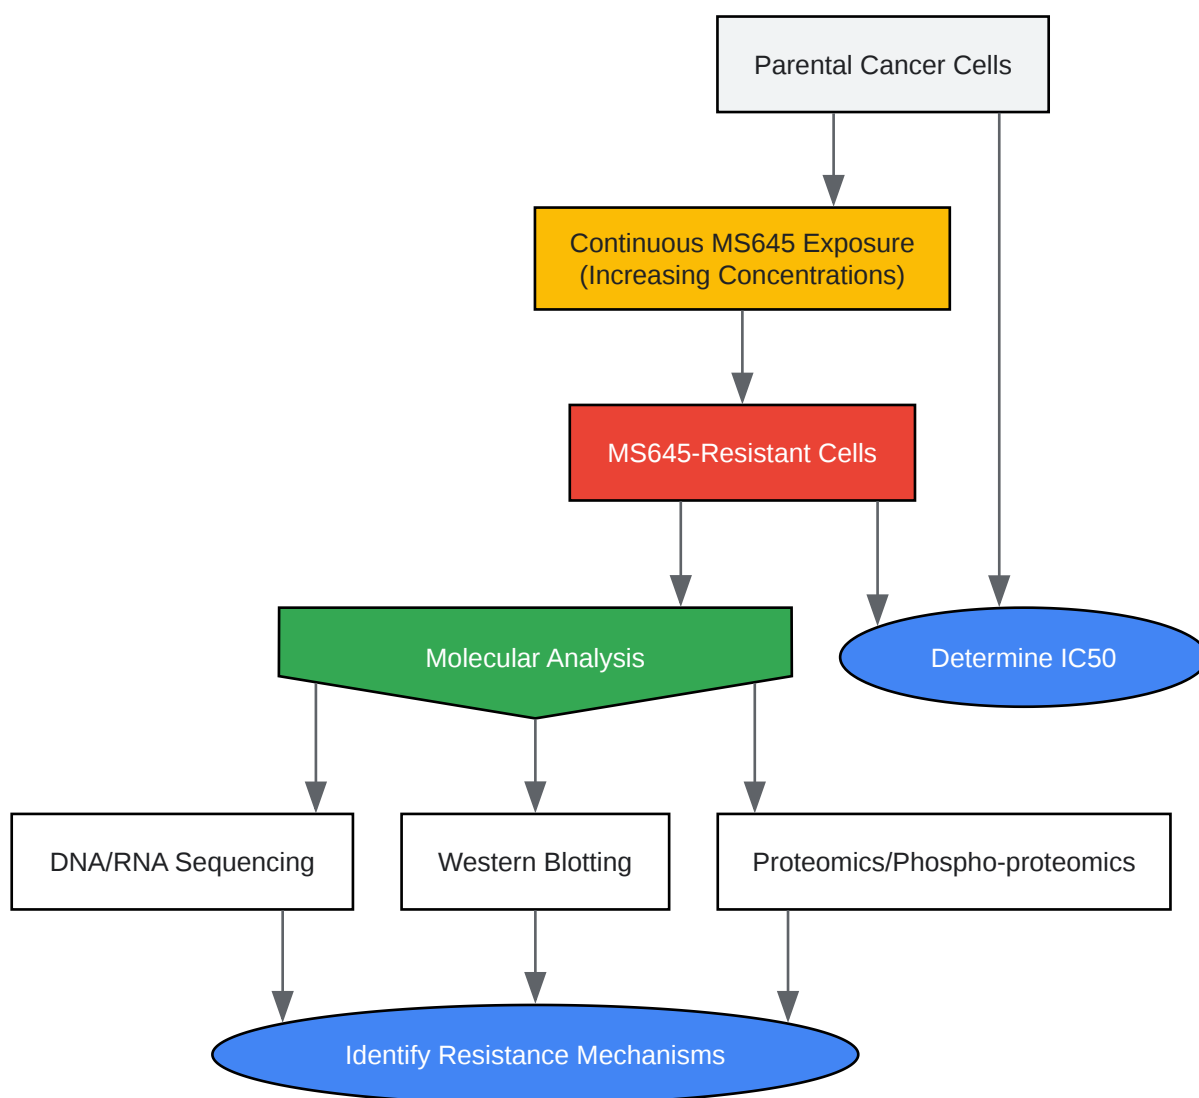 Parental Cancer Cells
Continuous MS645 Exposure
(Increasing Concentrations)
MS645-Resistant Cells
Molecular Analysis
Determine IC50
DNA/RNA Sequencing
Western Blotting
Proteomics/Phospho-proteomics
Identify Resistance Mechanisms